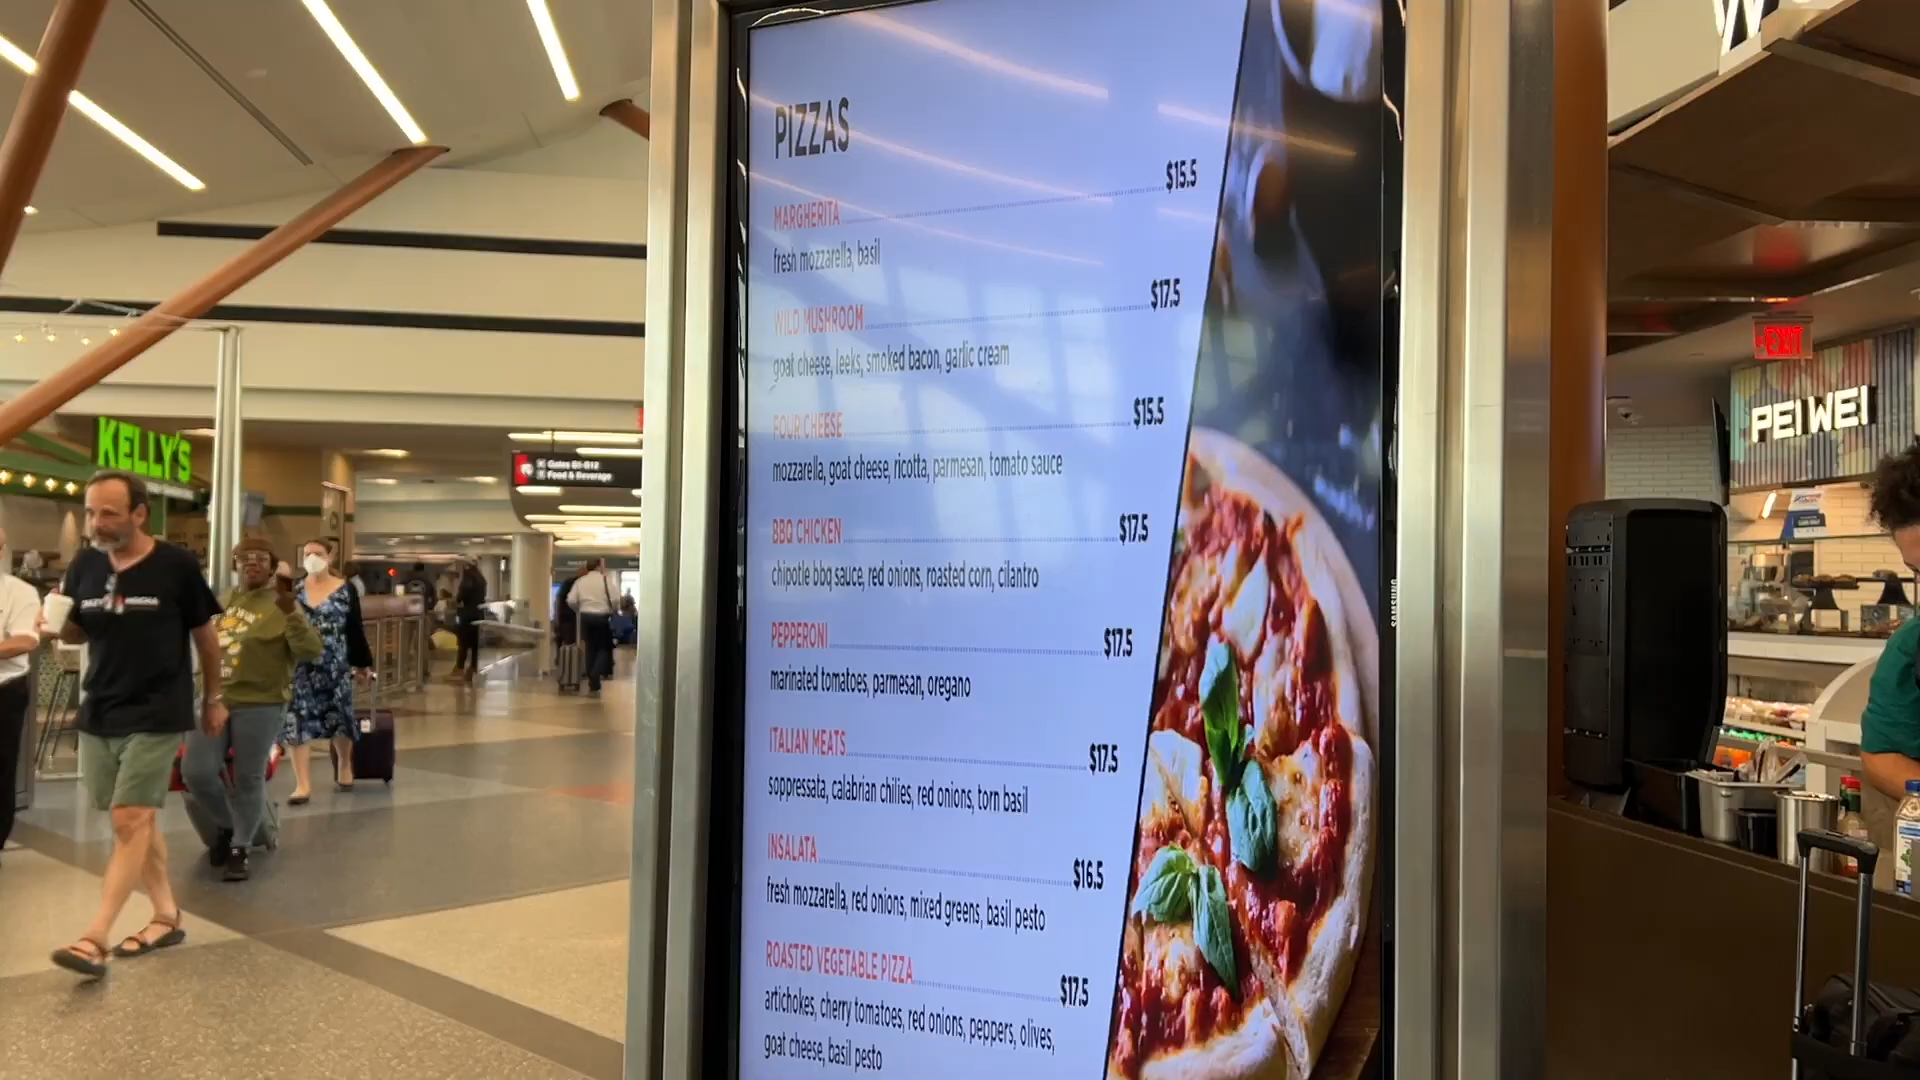 PIZZAS
MARGHERITA $15.5
fresh mozzarella, basil
WILD MUSHROOM $17.5
goat cheese, leeks, smoked bacon, garlic cream
FOUR CHEESE $15.5
mozzarella, goat cheese, ricotta, parmesan, tomato sauce
BBQ CHICKEN $17.5
chipotle bbq sauce, red onions, roasted corn, cilantro
PEPPERONI $17.5
marinated tomatoes, parmesan, oregano
ITALIAN MEATS $17.5
soppressata, calabrian chilies, red onions, torn basil
INSALATA $16.5
fresh mozzarella, red onions, mixed greens, basil pesto
ROASTED VEGETABLE PIZZA $17.5
artichokes, cherry tomatoes, red onions, peppers, olives,
goat cheese, basil pesto
SAMSUNG
KELLY'S
Gates B1-B12
Food & Beverage
EXIT
PEI WEI
W